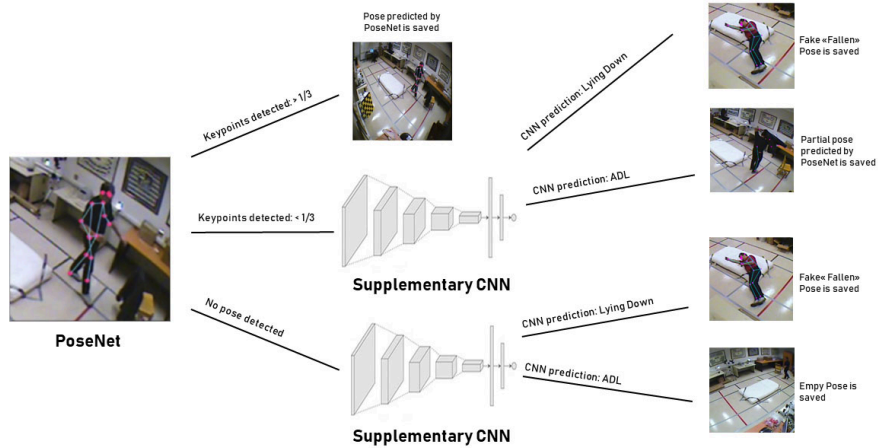 Pose predicted by
PoseNet is saved
Keypoints detected: > 1/3
CNN prediction: Lying Down
Fake «Fallen»
Pose is saved
Partial pose
predicted by
PoseNet is saved
CNN prediction: ADL
Keypoints detected: < 1/3
Supplementary CNN
PoseNet
No pose detected
CNN prediction: Lying Down
Fake« Fallen»
Pose is saved
CNN prediction: ADL
Empy Pose is
saved
Supplementary CNN